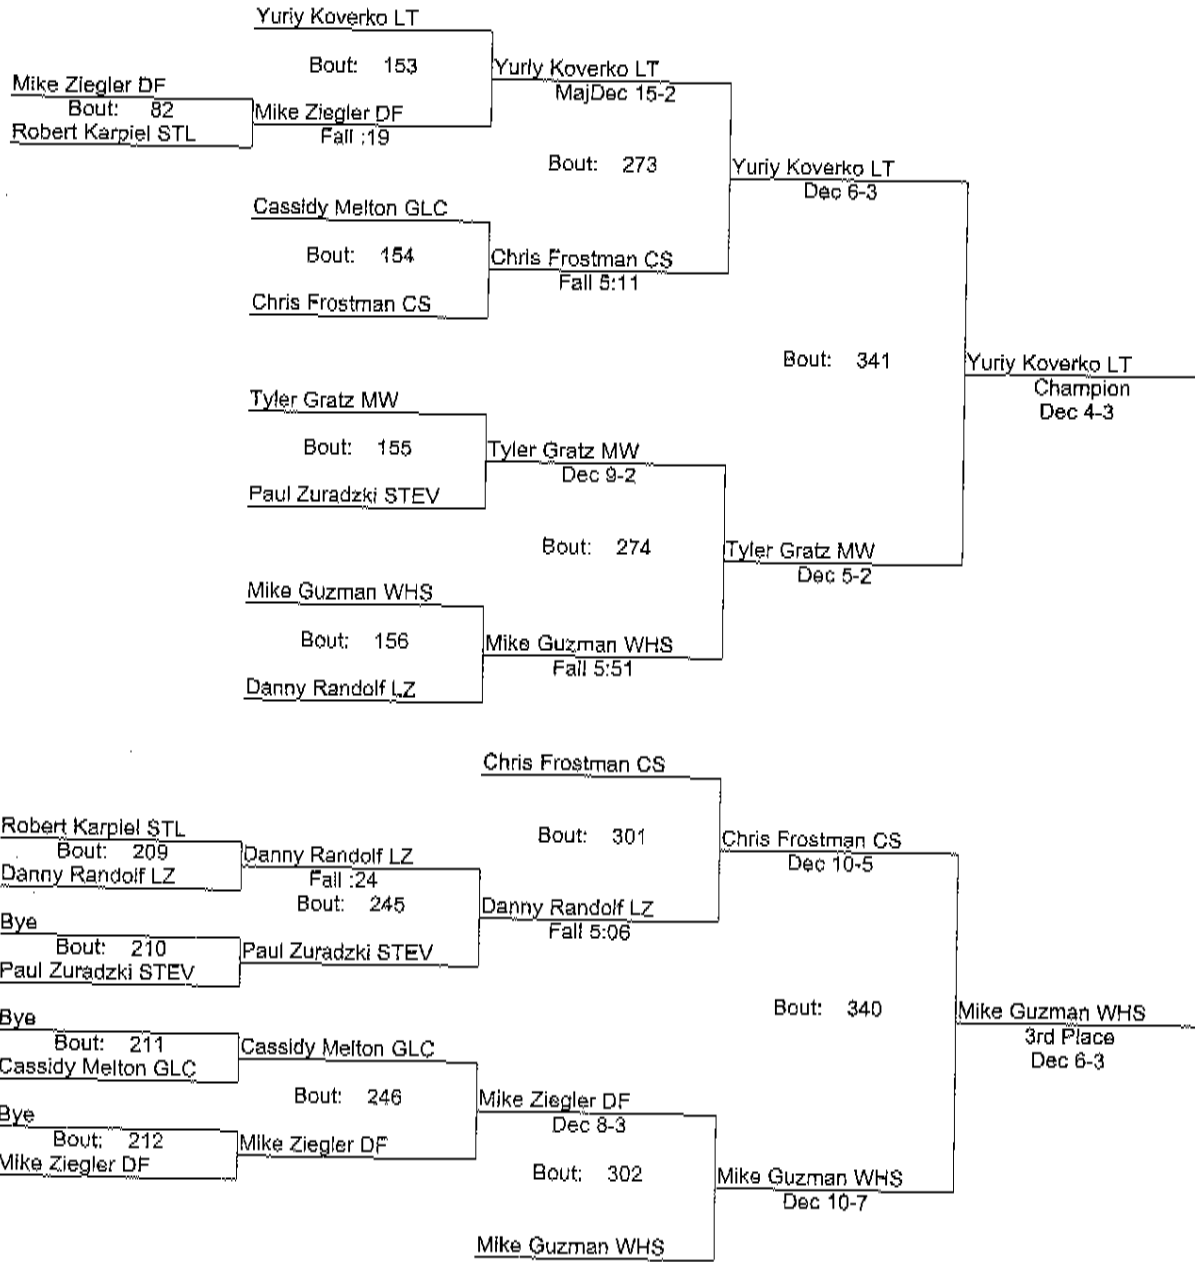 Yuriy Koverko LT
Bout: 153
Yuriy Koverko LT
MajDec 15-2
Mike Ziegler DF
Bout: 82
Robert Karpiel STL
Mike Ziegler DF
Fall :19
Bout: 273
Yuriy Koverko LT
Dec 6-3
Cassidy Melton GLC
Bout: 154
Chris Frostman CS
Fall 5:11
Chris Frostman CS
Bout: 341
Yuriy Koverko LT
Champion
Dec 4-3
Tyler Gratz MW
Bout: 155
Tyler Gratz MW
Dec 9-2
Paul Zuradzki STEV
Bout: 274
Tyler Gratz MW
Dec 5-2
Mike Guzman WHS
Bout: 156
Mike Guzman WHS
Fall 5:51
Danny Randolf LZ
Chris Frostman CS
Bout: 301
Chris Frostman CS
Dec 10-5
Robert Karpiel STL
Bout: 209
Danny Randolf LZ
Danny Randolf LZ
Fall :24
Bout: 245
Danny Randolf LZ
Fall 5:06
Bye
Bout: 210
Paul Zuradzki STEV
Paul Zuradzki STEV
Bout: 340
Mike Guzman WHS
3rd Place
Dec 6-3
Bye
Bout: 211
Cassidy Melton GLC
Cassidy Melton GLC
Bout: 246
Mike Ziegler DF
Dec 8-3
Bye
Bout: 212
Mike Ziegler DF
Mike Ziegler DF
Bout: 302
Mike Guzman WHS
Dec 10-7
Mike Guzman WHS